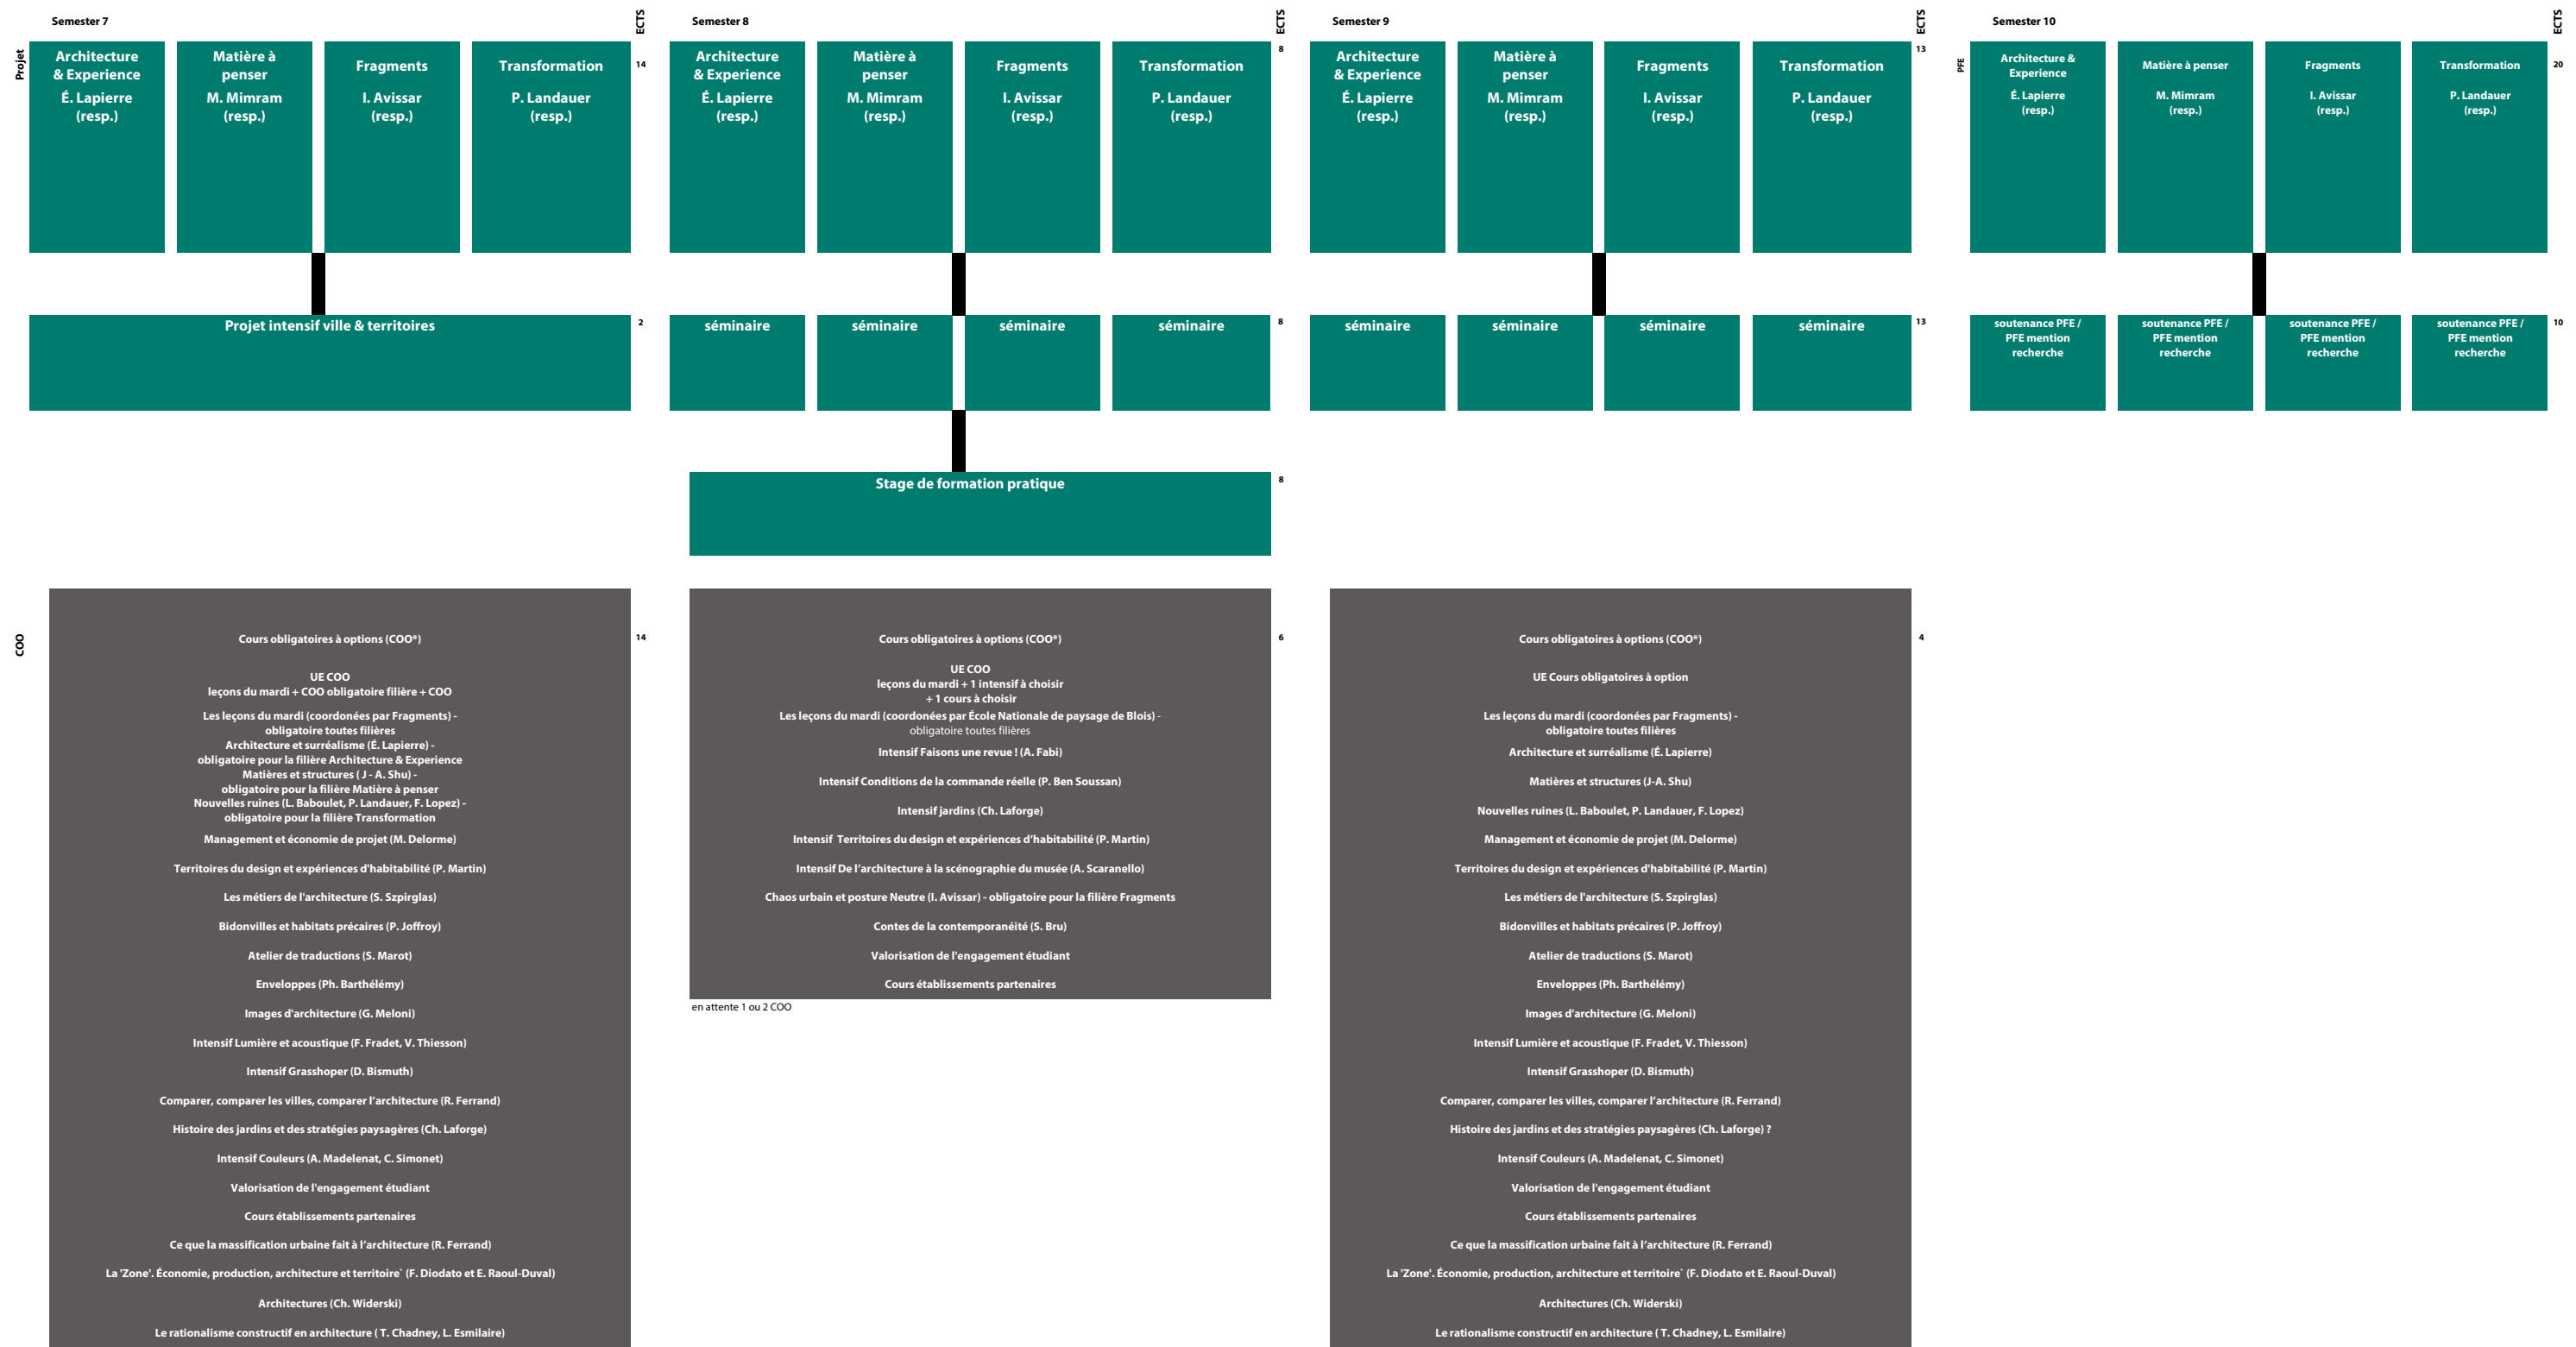 Semester 7
ECTS
Projet
Architecture
& Experience
É. Lapierre
(resp.)
Matière à
penser
M. Mimram
(resp.)
Fragments
I. Avissar
(resp.)
Transformation
P. Landauer
(resp.)
14
Projet intensif ville & territoires
2
COO
Cours obligatoires à options (COO*)
14
UE COO
leçons du mardi + COO obligatoire filière + COO
Les leçons du mardi (coordonées par Fragments) -
obligatoire toutes filières
Architecture et surréalisme (É. Lapierre) -
obligatoire pour la filière Architecture & Experience
Matières et structures ( J - A. Shu) -
obligatoire pour la filière Matière à penser
Nouvelles ruines (L. Baboulet, P. Landauer, F. Lopez) -
obligatoire pour la filière Transformation
Management et économie de projet (M. Delorme)
Territoires du design et expériences d'habitabilité (P. Martin)
Les métiers de l'architecture (S. Szpirglas)
Bidonvilles et habitats précaires (P. Joffroy)
Atelier de traductions (S. Marot)
Enveloppes (Ph. Barthélémy)
Images d'architecture (G. Meloni)
Intensif Lumière et acoustique (F. Fradet, V. Thiesson)
Intensif Grasshoper (D. Bismuth)
Comparer, comparer les villes, comparer l’architecture (R. Ferrand)
Histoire des jardins et des stratégies paysagères (Ch. Laforge)
Intensif Couleurs (A. Madelenat, C. Simonet)
Valorisation de l'engagement étudiant
Cours établissements partenaires
Ce que la massification urbaine fait à l’architecture (R. Ferrand)
La 'Zone'. Économie, production, architecture et territoire` (F. Diodato et E. Raoul-Duval)
Architectures (Ch. Widerski)
Le rationalisme constructif en architecture ( T. Chadney, L. Esmilaire)
Semester 8
ECTS
Architecture
& Experience
É. Lapierre
(resp.)
Matière à
penser
M. Mimram
(resp.)
Fragments
I. Avissar
(resp.)
Transformation
P. Landauer
(resp.)
8
séminaire
séminaire
séminaire
séminaire
8
Stage de formation pratique
8
Cours obligatoires à options (COO*)
6
UE COO
leçons du mardi + 1 intensif à choisir
+ 1 cours à choisir
Les leçons du mardi (coordonées par École Nationale de paysage de Blois) -
obligatoire toutes filières
Intensif Faisons une revue ! (A. Fabi)
Intensif Conditions de la commande réelle (P. Ben Soussan)
Intensif jardins (Ch. Laforge)
Intensif  Territoires du design et expériences d’habitabilité (P. Martin)
Intensif De l’architecture à la scénographie du musée (A. Scaranello)
Chaos urbain et posture Neutre (I. Avissar) - obligatoire pour la filière Fragments
Contes de la contemporanéité (S. Bru)
Valorisation de l'engagement étudiant
Cours établissements partenaires
en attente 1 ou 2 COO
Semester 9
ECTS
Architecture
& Experience
É. Lapierre
(resp.)
Matière à
penser
M. Mimram
(resp.)
Fragments
I. Avissar
(resp.)
Transformation
P. Landauer
(resp.)
13
séminaire
séminaire
séminaire
séminaire
13
Cours obligatoires à options (COO*)
4
UE Cours obligatoires à option
Les leçons du mardi (coordonées par Fragments) -
obligatoire toutes filières
Architecture et surréalisme (É. Lapierre)
Matières et structures (J-A. Shu)
Nouvelles ruines (L. Baboulet, P. Landauer, F. Lopez)
Management et économie de projet (M. Delorme)
Territoires du design et expériences d'habitabilité (P. Martin)
Les métiers de l'architecture (S. Szpirglas)
Bidonvilles et habitats précaires (P. Joffroy)
Atelier de traductions (S. Marot)
Enveloppes (Ph. Barthélémy)
Images d'architecture (G. Meloni)
Intensif Lumière et acoustique (F. Fradet, V. Thiesson)
Intensif Grasshoper (D. Bismuth)
Comparer, comparer les villes, comparer l’architecture (R. Ferrand)
Histoire des jardins et des stratégies paysagères (Ch. Laforge) ?
Intensif Couleurs (A. Madelenat, C. Simonet)
Valorisation de l'engagement étudiant
Cours établissements partenaires
Ce que la massification urbaine fait à l’architecture (R. Ferrand)
La 'Zone'. Économie, production, architecture et territoire` (F. Diodato et E. Raoul-Duval)
Architectures (Ch. Widerski)
Le rationalisme constructif en architecture ( T. Chadney, L. Esmilaire)
Semester 10
ECTS
PFE
Architecture &
Experience
É. Lapierre
(resp.)
Matière à penser
M. Mimram
(resp.)
Fragments
I. Avissar
(resp.)
Transformation
P. Landauer
(resp.)
20
soutenance PFE /
PFE mention
recherche
soutenance PFE /
PFE mention
recherche
soutenance PFE /
PFE mention
recherche
soutenance PFE /
PFE mention
recherche
10